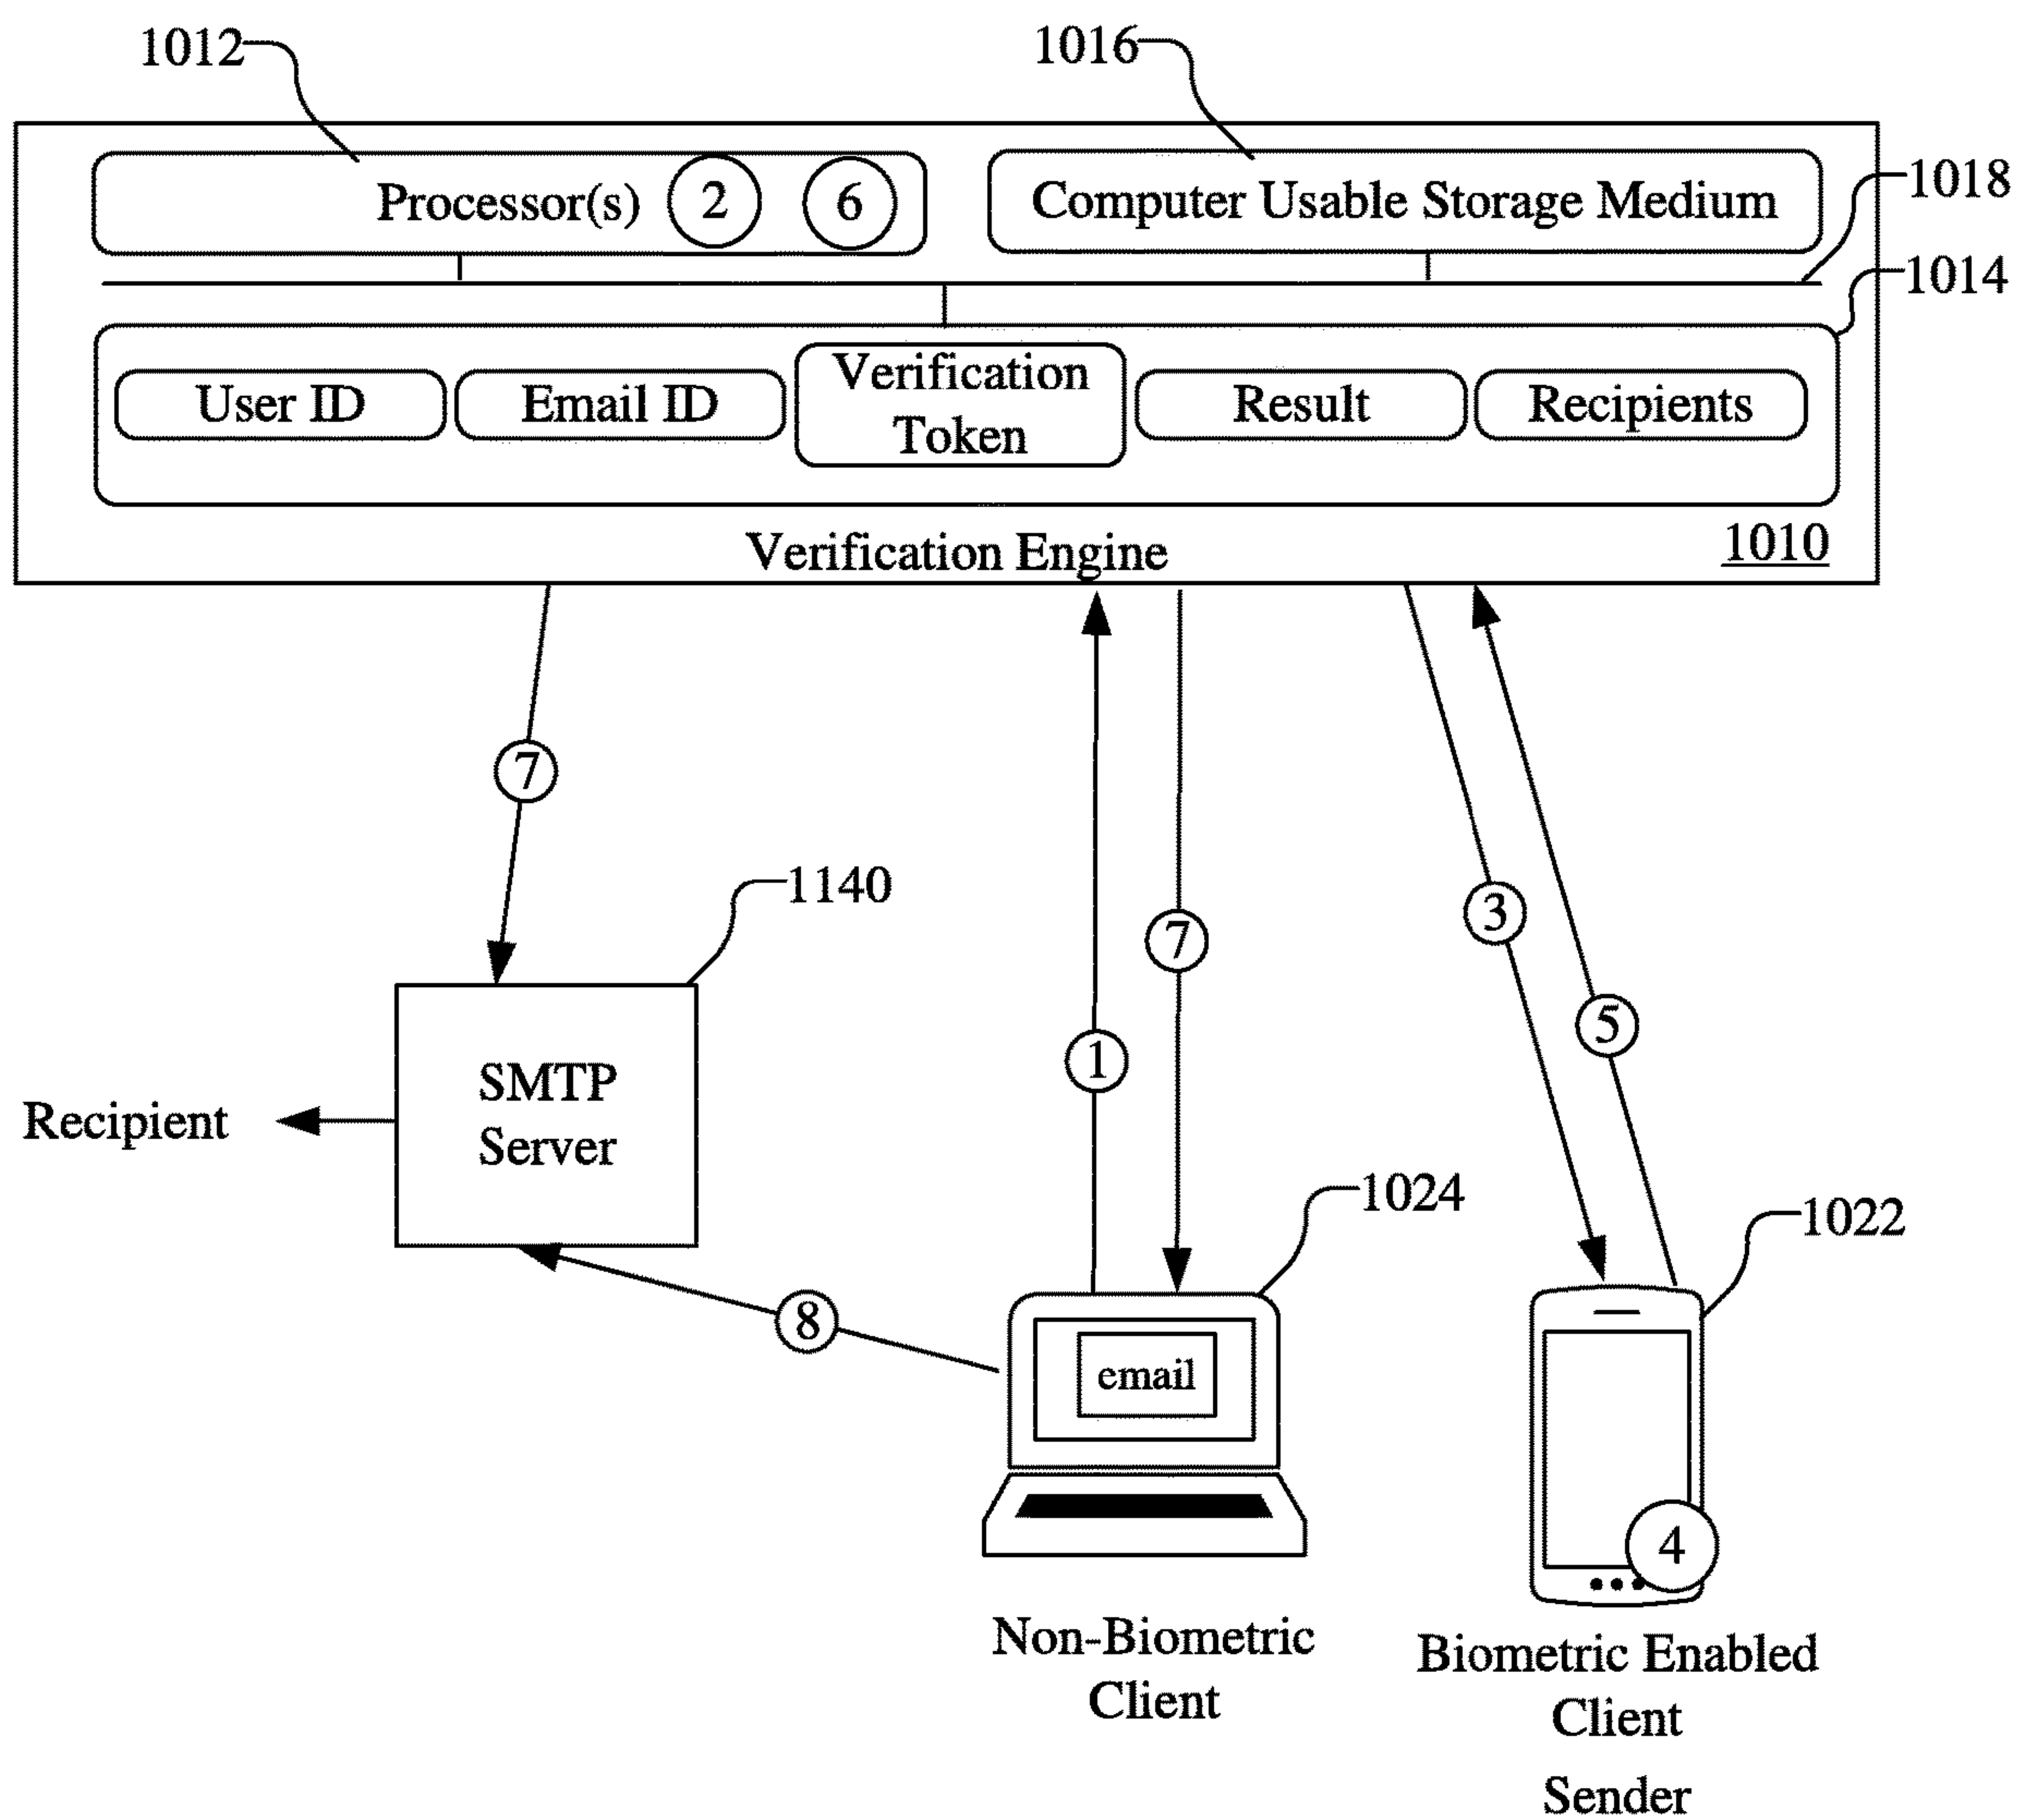 1012
1016
Processor(s) 2 6
Computer Usable Storage Medium
1018
1014
User ID
Email ID
Verification
Token
Result
Recipients
Verification Engine
1010
7
1140
3
7
5
1
SMTP
Server
Recipient
1024
1022
8
email
4
Non-Biometric
Client
Biometric Enabled
Client
Sender